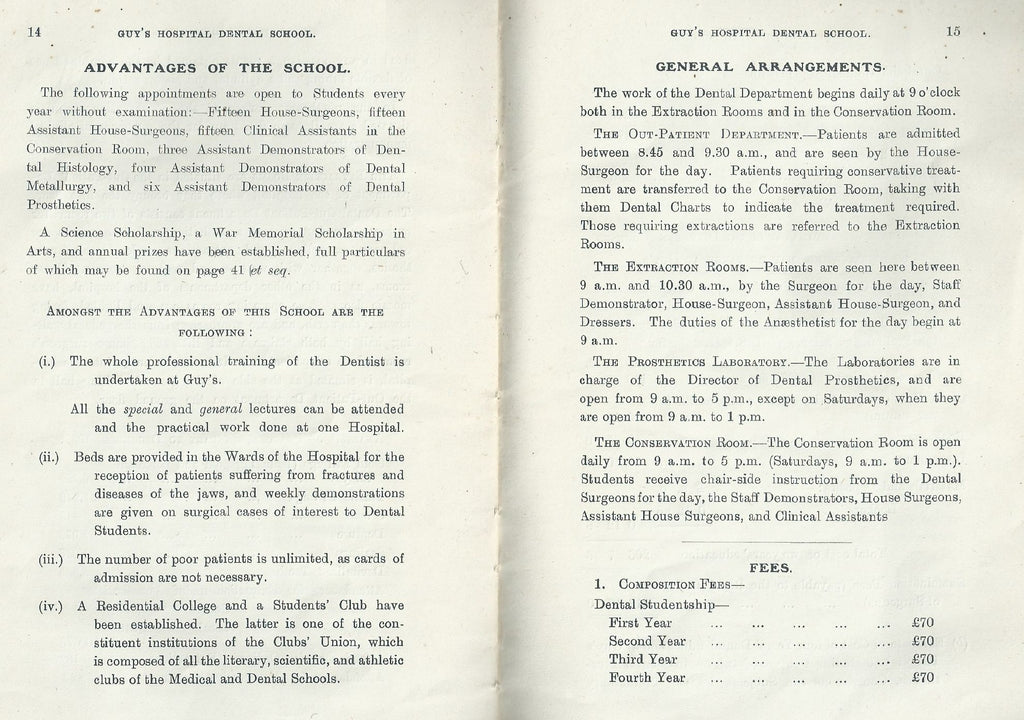 14 GUY'S HOSPITAL DENTAL SCHOOL.
ADVANTAGES OF THE SCHOOL.
The following appointments are open to Students every
year without examination:—Fifteen House-Surgeons, fifteen
Assistant House-Surgeons, fifteen Clinical Assistants in the
Conservation Room, three Assistant Demonstrators of Den-
tal Histology, four Assistant Demonstrators of Dental
Metallurgy, and six Assistant Demonstrators of Dental
Prosthetics.
A Science Scholarship, a War Memorial Scholarship in
Arts, and annual prizes have been established, full particulars
of which may be found on page 41 et seq.
AMONGST THE ADVANTAGES OF THIS SCHOOL ARE THE
FOLLOWING :
(i.) The whole professional training of the Dentist is
undertaken at Guy's.
All the special and general lectures can be attended
and the practical work done at one Hospital.
(ii.) Beds are provided in the Wards of the Hospital for the
reception of patients suffering from fractures and
diseases of the jaws, and weekly demonstrations
are given on surgical cases of interest to Dental
Students.
(iii.) The number of poor patients is unlimited, as cards of
admission are not necessary.
(iv.) A Residential College and a Students' Club have
been established. The latter is one of the con-
stituent institutions of the Clubs' Union, which
is composed of all the literary, scientific, and athletic
clubs of the Medical and Dental Schools.
GUY'S HOSPITAL DENTAL SCHOOL. 15
GENERAL ARRANGEMENTS.
The work of the Dental Department begins daily at 9 o'clock
both in the Extraction Rooms and in the Conservation Room.
THE OUT-PATIENT DEPARTMENT.—Patients are admitted
between 8.45 and 9.30 a.m., and are seen by the House-
Surgeon for the day. Patients requiring conservative treat-
ment are transferred to the Conservation Room, taking with
them Dental Charts to indicate the treatment required.
Those requiring extractions are referred to the Extraction
Rooms.
THE EXTRACTION ROOMS.—Patients are seen here between
9 a.m. and 10.30 a.m., by the Surgeon for the day, Staff
Demonstrator, House-Surgeon, Assistant House-Surgeon, and
Dressers. The duties of the Anæsthetist for the day begin at
9 a.m.
THE PROSTHETICS LABORATORY.—The Laboratories are in
charge of the Director of Dental Prosthetics, and are
open from 9 a.m. to 5 p.m., except on Saturdays, when they
are open from 9 a.m. to 1 p.m.
THE CONSERVATION ROOM.—The Conservation Room is open
daily from 9 a.m. to 5 p.m. (Saturdays, 9 a.m. to 1 p.m.).
Students receive chair-side instruction from the Dental
Surgeons for the day, the Staff Demonstrators, House Surgeons,
Assistant House Surgeons, and Clinical Assistants
FEES.
1. COMPOSITION FEES—
Dental Studentship—
First Year ... ... ... ... ... £70
Second Year ... ... ... ... ... £70
Third Year ... ... ... ... ... £70
Fourth Year ... ... ... ... ... £70